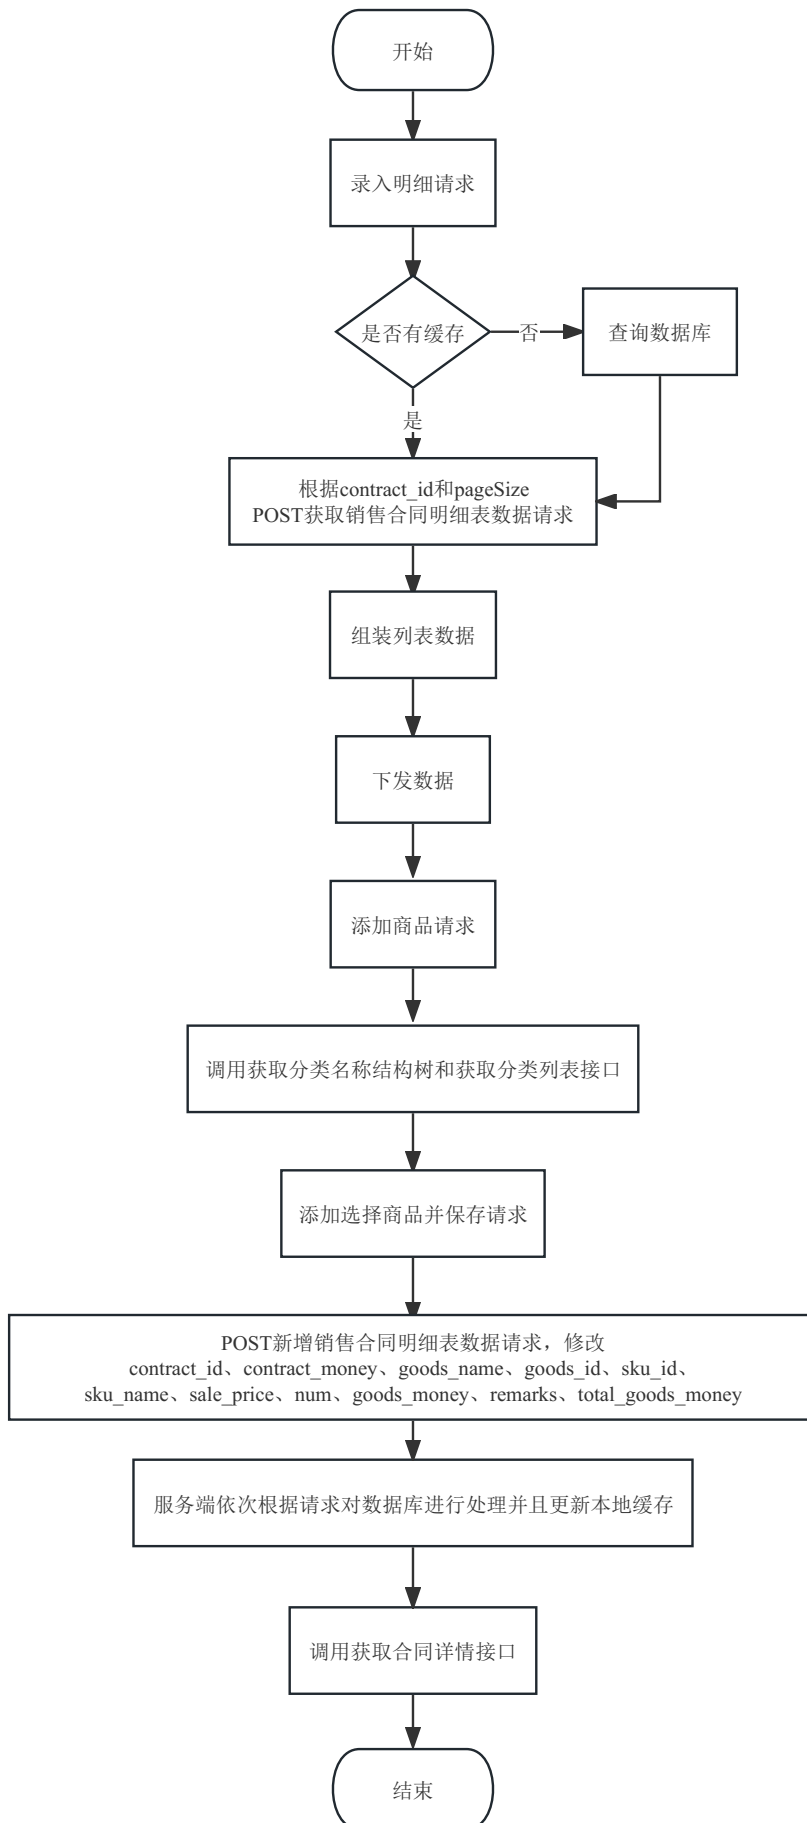 开始
录入明细请求
是否有缓存
否
查询数据库
是
根据contract_id和pageSize
POST获取销售合同明细表数据请求
组装列表数据
下发数据
添加商品请求
调用获取分类名称结构树和获取分类列表接口
添加选择商品并保存请求
POST新增销售合同明细表数据请求，修改
contract_id、contract_money、goods_name、goods_id、sku_id、
sku_name、sale_price、num、goods_money、remarks、total_goods_money
服务端依次根据请求对数据库进行处理并且更新本地缓存
调用获取合同详情接口
结束